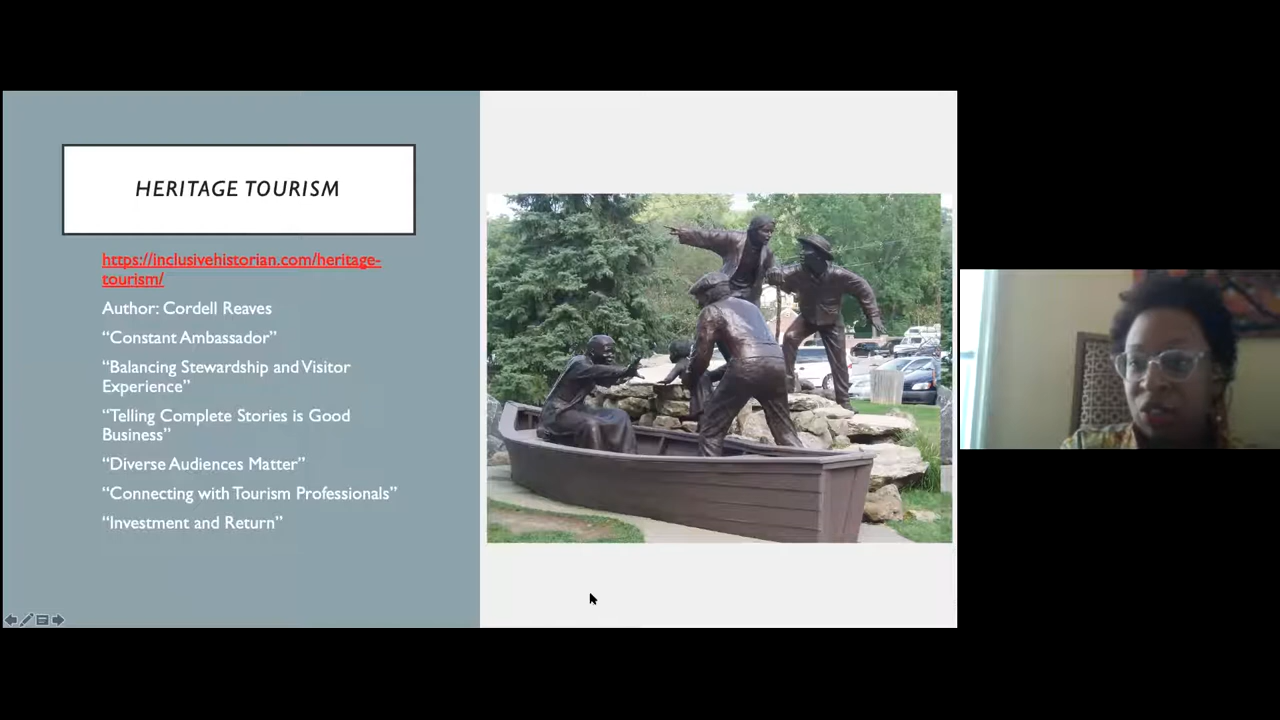 HERITAGE TOURISM
https://inclusivehistorian.com/heritage-
tourism/
Author: Cordell Reaves
“Constant Ambassador”
“Balancing Stewardship and Visitor
Experience”
“Telling Complete Stories is Good
Business”
“Diverse Audiences Matter”
“Connecting with Tourism Professionals”
“Investment and Return”